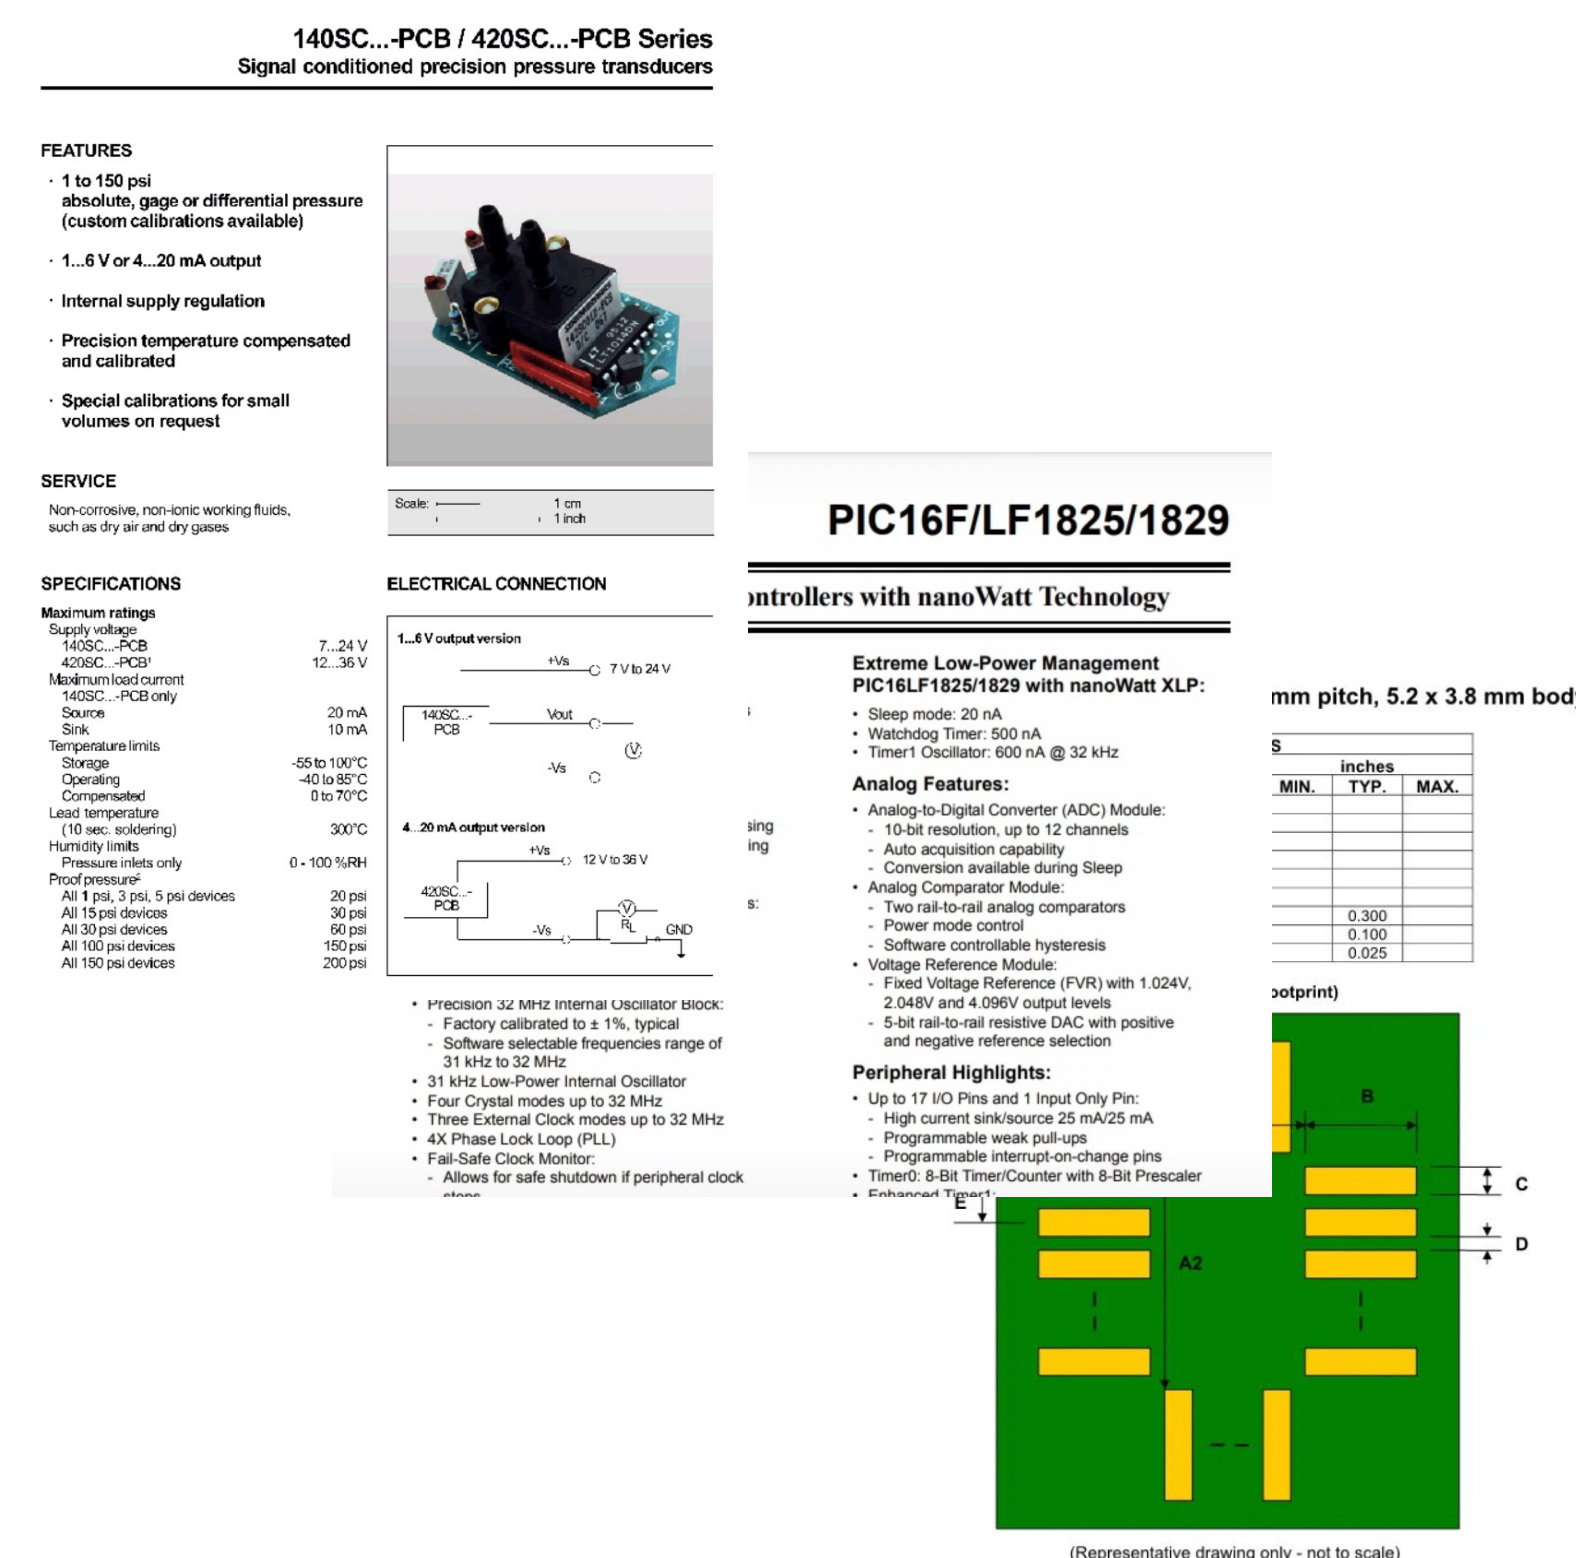 140SC...-PCB / 420SC...-PCB Series
Signal conditioned precision pressure transducers
FEATURES
· 1 to 150 psi
absolute, gage or differential pressure
(custom calibrations available)
· 1...6 V or 4...20 mA output
· Internal supply regulation
· Precision temperature compensated
and calibrated
· Special calibrations for small
volumes on request
SERVICE
Non-corrosive, non-ionic working fluids,
such as dry air and dry gases
Scale: 1 cm
1 inch
SPECIFICATIONS
Maximum ratings
Supply voltage
140SC...-PCB 7...24 V
420SC...-PCB¹ 12...36 V
Maximum load current
140SC...-PCB only
Source 20 mA
Sink 10 mA
Temperature limits
Storage -55 to 100°C
Operating -40 to 85°C
Compensated 0 to 70°C
Lead temperature
(10 sec. soldering) 300°C
Humidity limits
Pressure inlets only 0 - 100 %RH
Proof pressure²
All 1 psi, 3 psi, 5 psi devices 20 psi
All 15 psi devices 30 psi
All 30 psi devices 60 psi
All 100 psi devices 150 psi
All 150 psi devices 200 psi
ELECTRICAL CONNECTION
1...6 V output version
+Vs 7 V to 24 V
140SC...-
PCB
Vout
V
-Vs
4...20 mA output version
+Vs 12 V to 36 V
420SC...-
PCB
V
RL
-Vs GND
PIC16F/LF1825/1829
ontrollers with nanoWatt Technology
sing
ing
s:
• Precision 32 MHz Internal Oscillator Block:
- Factory calibrated to ± 1%, typical
- Software selectable frequencies range of
31 kHz to 32 MHz
• 31 kHz Low-Power Internal Oscillator
• Four Crystal modes up to 32 MHz
• Three External Clock modes up to 32 MHz
• 4X Phase Lock Loop (PLL)
• Fail-Safe Clock Monitor:
- Allows for safe shutdown if peripheral clock
stops
Extreme Low-Power Management
PIC16LF1825/1829 with nanoWatt XLP:
• Sleep mode: 20 nA
• Watchdog Timer: 500 nA
• Timer1 Oscillator: 600 nA @ 32 kHz
Analog Features:
• Analog-to-Digital Converter (ADC) Module:
- 10-bit resolution, up to 12 channels
- Auto acquisition capability
- Conversion available during Sleep
• Analog Comparator Module:
- Two rail-to-rail analog comparators
- Power mode control
- Software controllable hysteresis
• Voltage Reference Module:
- Fixed Voltage Reference (FVR) with 1.024V,
2.048V and 4.096V output levels
- 5-bit rail-to-rail resistive DAC with positive
and negative reference selection
Peripheral Highlights:
• Up to 17 I/O Pins and 1 Input Only Pin:
- High current sink/source 25 mA/25 mA
- Programmable weak pull-ups
- Programmable interrupt-on-change pins
• Timer0: 8-Bit Timer/Counter with 8-Bit Prescaler
• Enhanced Timer1:
mm pitch, 5.2 x 3.8 mm body
S
inches
MIN. TYP. MAX.
0.300
0.100
0.025
ootprint)
B
C
E
D
A2
(Representative drawing only - not to scale)